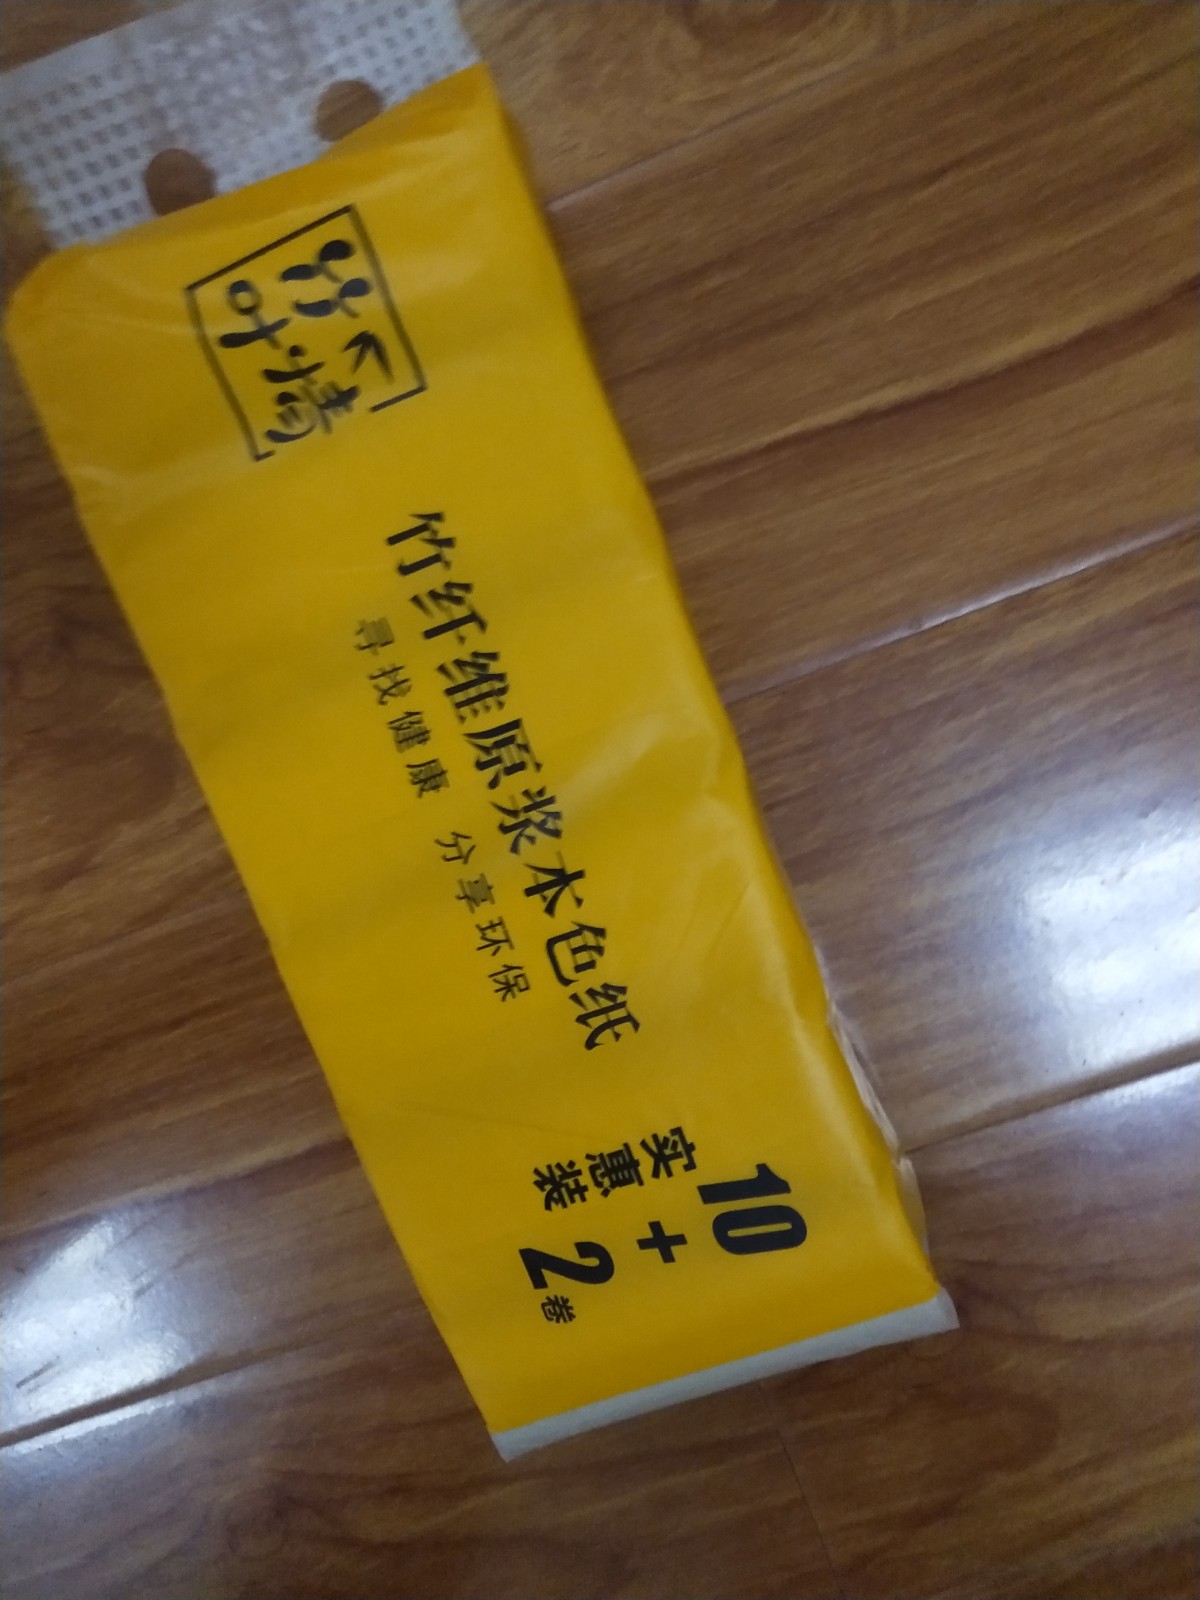 竹
叶情
竹纤维原浆本色纸
寻找健康 分享环保
10+2卷
实惠装